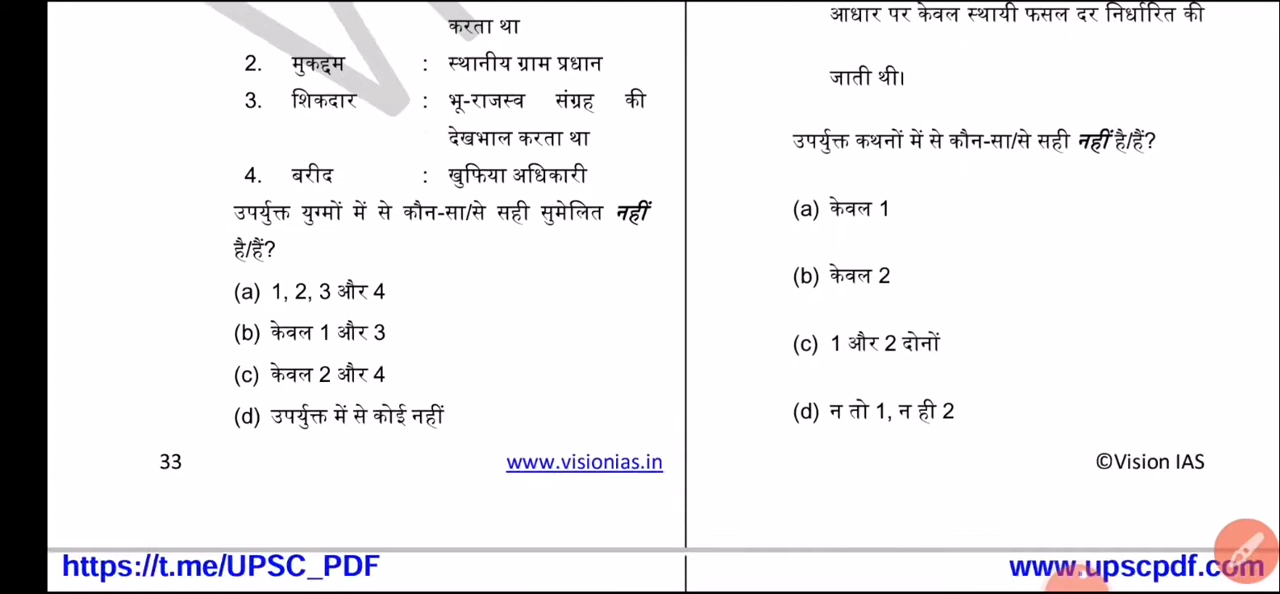 करता था
2. मुकद्दम : स्थानीय ग्राम प्रधान
3. शिकदार : भू-राजस्व संग्रह की
देखभाल करता था
4. बरीद : खुफिया अधिकारी
उपर्युक्त युग्मों में से कौन-सा/से सही सुमेलित नहीं
है/हैं?
(a) 1, 2, 3 और 4
(b) केवल 1 और 3
(c) केवल 2 और 4
(d) उपर्युक्त में से कोई नहीं
आधार पर केवल स्थायी फसल दर निर्धारित की
जाती थी।
उपर्युक्त कथनों में से कौन-सा/से सही नहीं है/हैं?
(a) केवल 1
(b) केवल 2
(c) 1 और 2 दोनों
(d) न तो 1, न ही 2
33 www.visionias.in ©Vision IAS
https://t.me/UPSC_PDF www.upscpdf.com